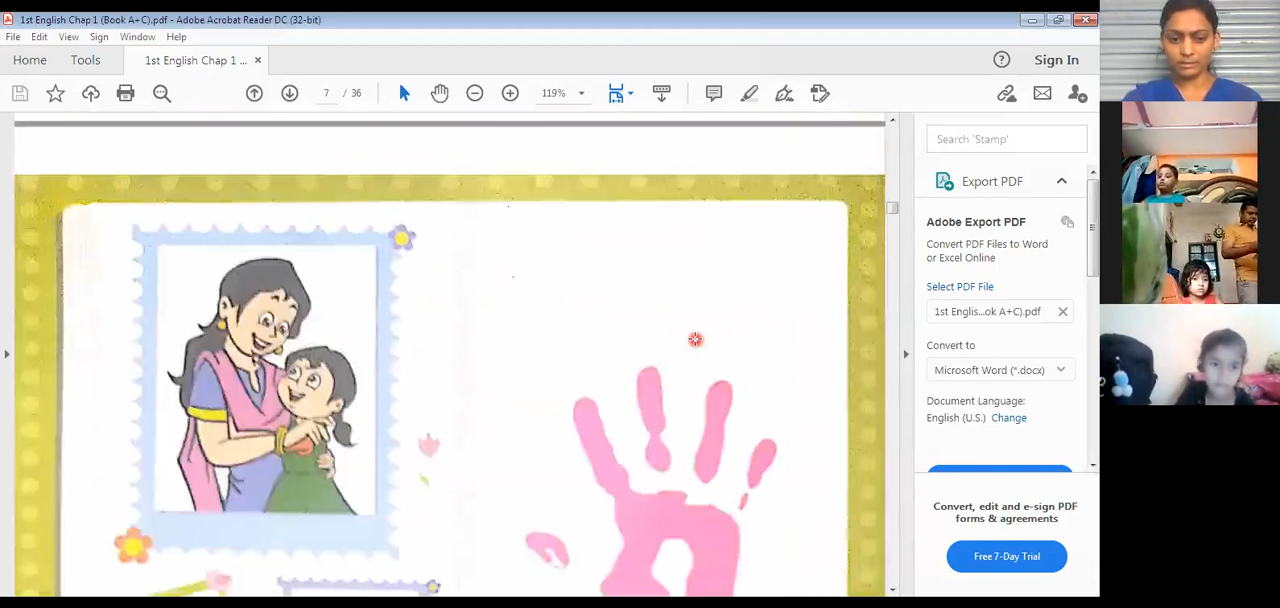 1st English Chap 1 (Book A+C).pdf - Adobe Acrobat Reader DC (32-bit)
File Edit View Sign Window Help
Home Tools 1st English Chap 1 ... × Sign In
7 / 36 119%
Search 'Stamp'
Export PDF
Adobe Export PDF
Convert PDF Files to Word
or Excel Online
Select PDF File
1st Englis...ok A+C).pdf
Convert to
Microsoft Word (*.docx)
Document Language:
English (U.S.) Change
Convert, edit and e-sign PDF
forms & agreements
Free 7-Day Trial